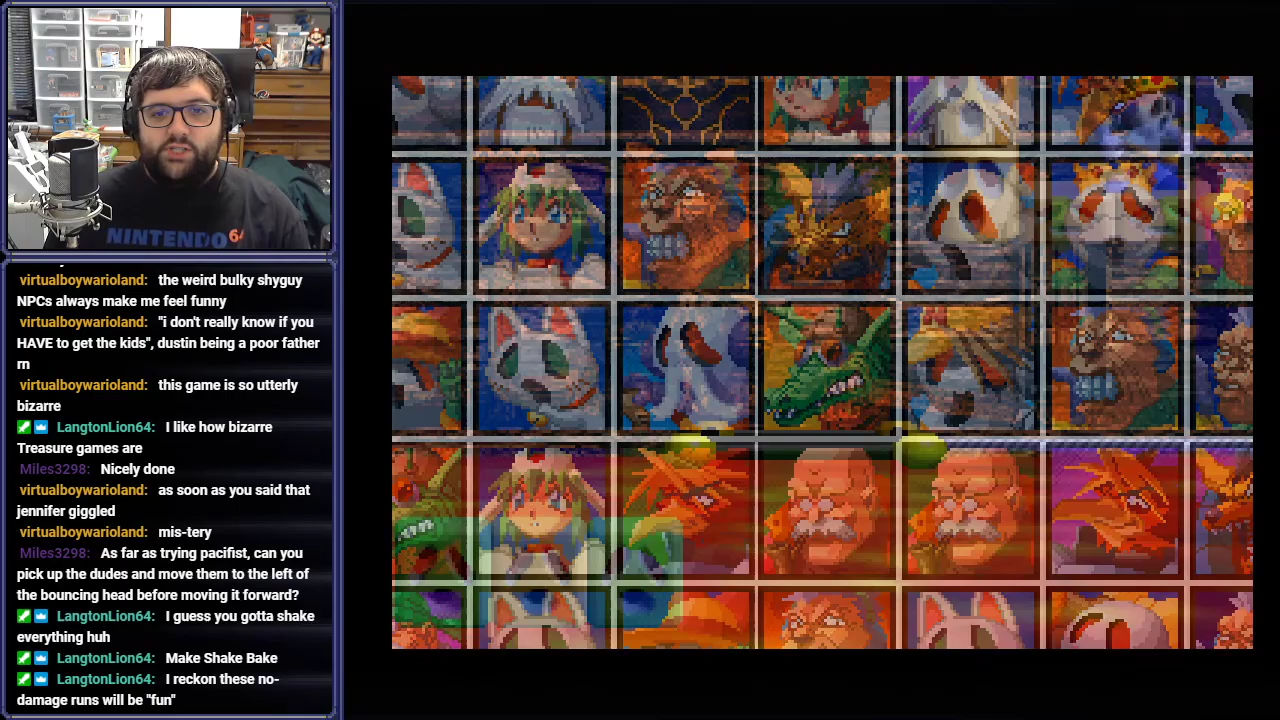 NINTENDO 64
virtualboywarioland: the weird bulky shyguy
NPCs always make me feel funny
virtualboywarioland: "i don't really know if you
HAVE to get the kids", dustin being a poor father
rn
virtualboywarioland: this game is so utterly
bizarre
LangtonLion64: I like how bizarre
Treasure games are
Miles3298: Nicely done
virtualboywarioland: as soon as you said that
jennifer giggled
virtualboywarioland: mis-tery
Miles3298: As far as trying pacifist, can you
pick up the dudes and move them to the left of
the bouncing head before moving it forward?
LangtonLion64: I guess you gotta shake
everything huh
LangtonLion64: Make Shake Bake
LangtonLion64: I reckon these no-
damage runs will be "fun"